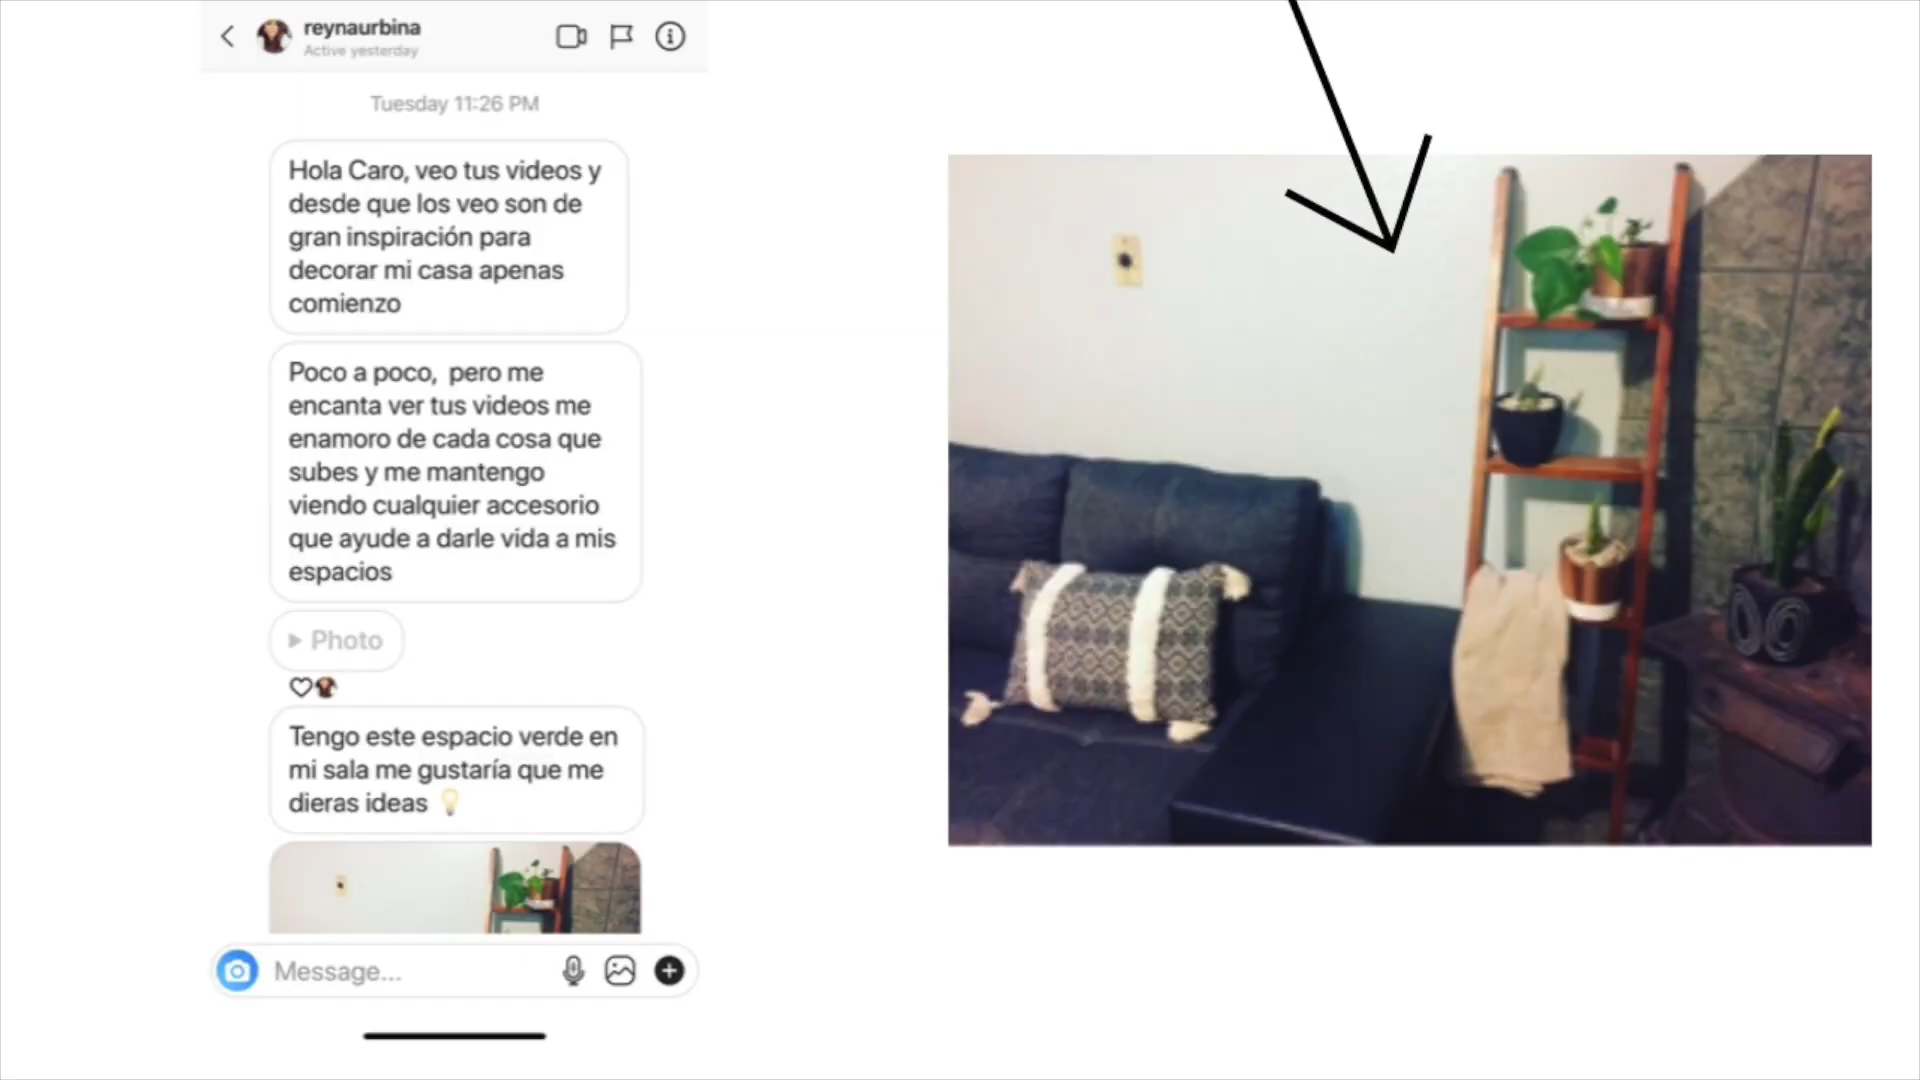 reynaurbina
Active yesterday
Tuesday 11:26 PM
Hola Caro, veo tus videos y
desde que los veo son de
gran inspiración para
decorar mi casa apenas
comienzo
Poco a poco,  pero me
encanta ver tus videos me
enamoro de cada cosa que
subes y me mantengo
viendo cualquier accesorio
que ayude a darle vida a mis
espacios
Photo
Tengo este espacio verde en
mi sala me gustaría que me
dieras ideas 💡
Message...